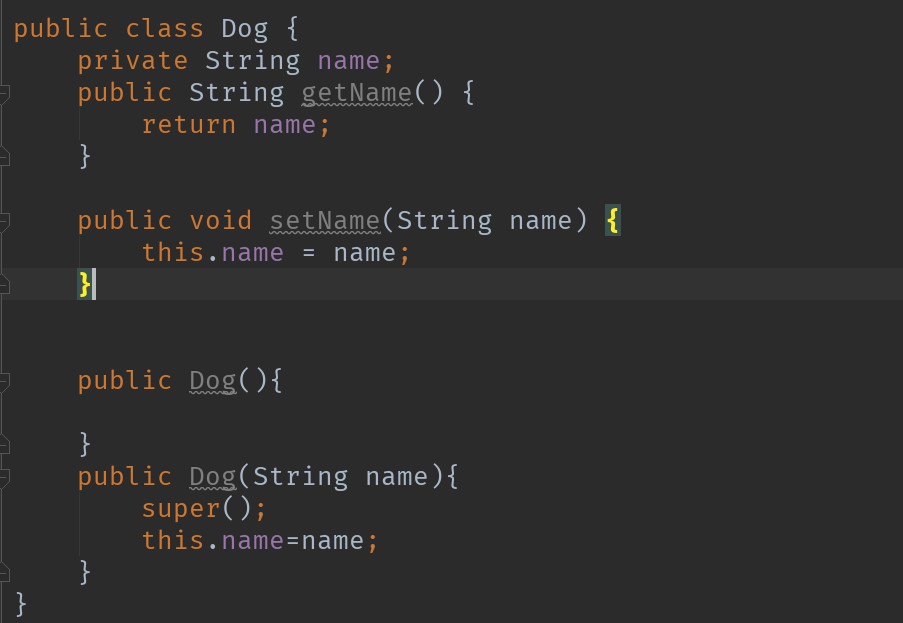 public class Dog {
    private String name;
    public String getName() {
        return name;
    }

    public void setName(String name) {
        this.name = name;
    }


    public Dog(){

    }
    public Dog(String name){
        super();
        this.name=name;
    }
}